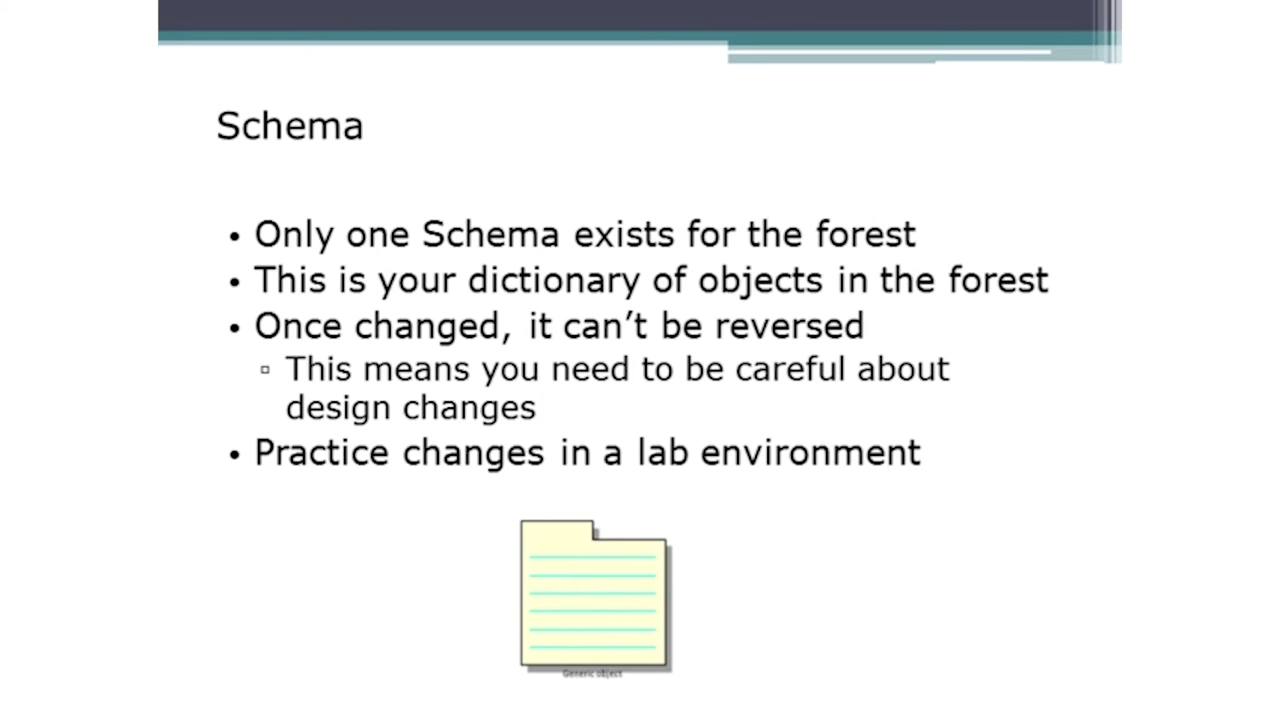 Schema
• Only one Schema exists for the forest
• This is your dictionary of objects in the forest
• Once changed, it can't be reversed
▫ This means you need to be careful about
design changes
• Practice changes in a lab environment
Generic object